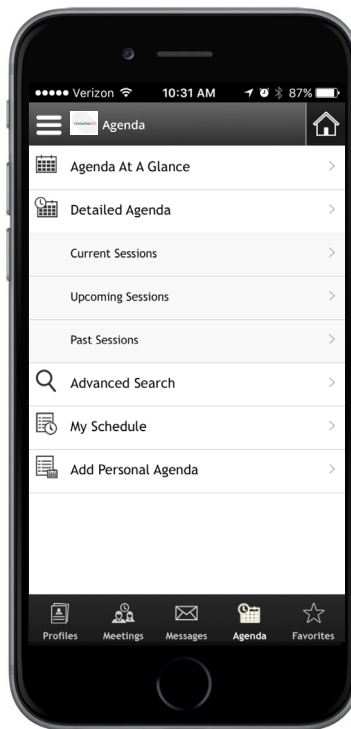 Verizon 10:31 AM 87%
Agenda
Agenda At A Glance
Detailed Agenda
Current Sessions
Upcoming Sessions
Past Sessions
Advanced Search
My Schedule
Add Personal Agenda
Profiles Meetings Messages Agenda Favorites